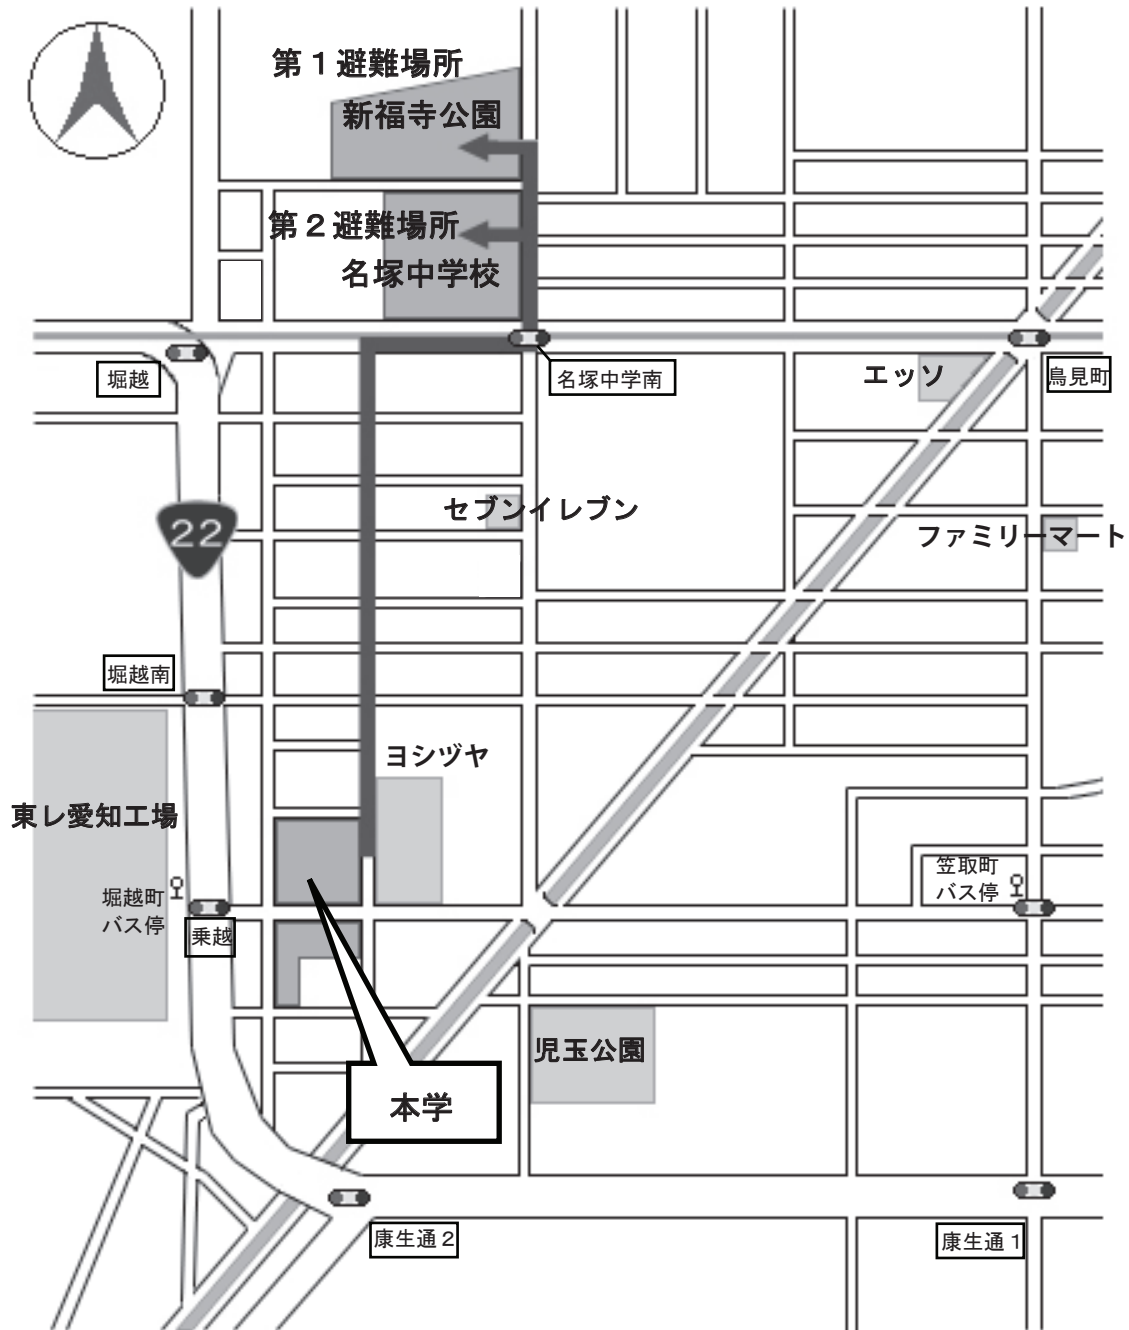 第１避難場所
新福寺公園
第２避難場所
名塚中学校
堀越
名塚中学南
エッソ
鳥見町
セブンイレブン
22
ファミリーマート
堀越南
ヨシヅヤ
東レ愛知工場
堀越町
バス停
乗越
笠取町
バス停
児玉公園
本学
康生通２
康生通１